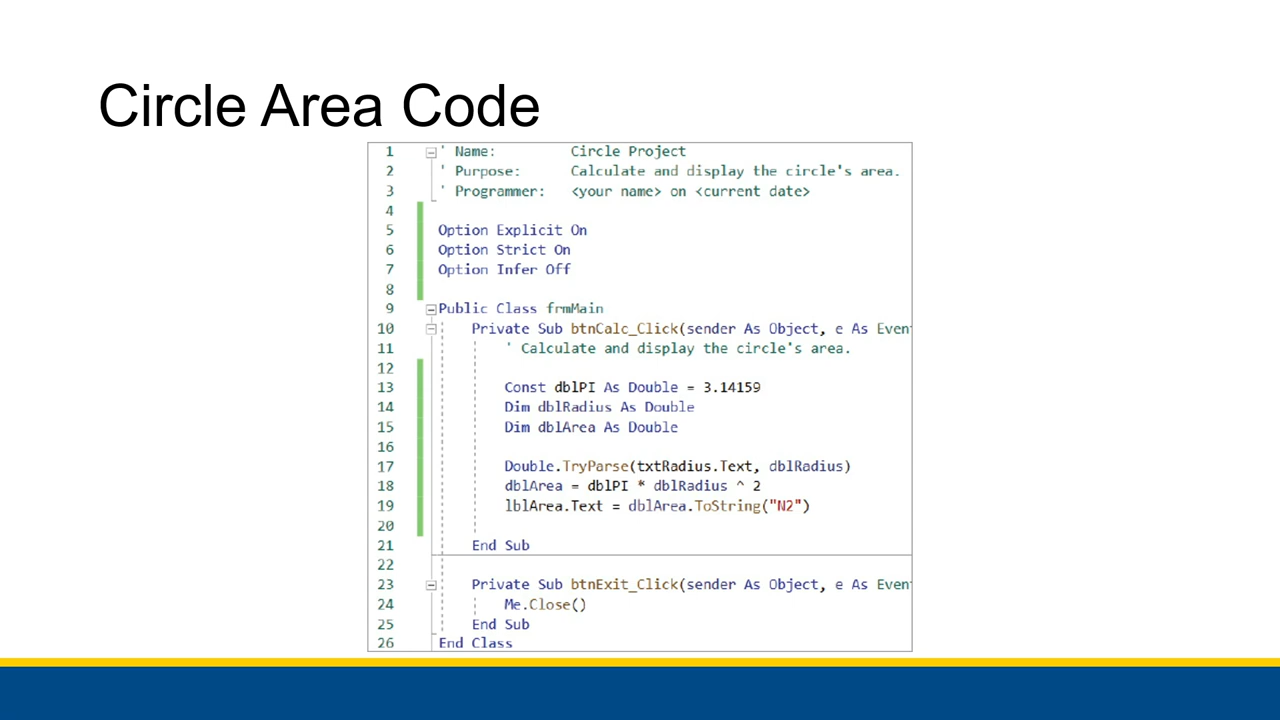 Circle Area Code
1 ' Name: Circle Project
2 ' Purpose: Calculate and display the circle's area.
3 ' Programmer: <your name> on <current date>
4
5 Option Explicit On
6 Option Strict On
7 Option Infer Off
8
9 Public Class frmMain
10 Private Sub btnCalc_Click(sender As Object, e As Even
11 ' Calculate and display the circle's area.
12
13 Const dblPI As Double = 3.14159
14 Dim dblRadius As Double
15 Dim dblArea As Double
16
17 Double.TryParse(txtRadius.Text, dblRadius)
18 dblArea = dblPI * dblRadius ^ 2
19 lblArea.Text = dblArea.ToString("N2")
20
21 End Sub
22
23 Private Sub btnExit_Click(sender As Object, e As Even
24 Me.Close()
25 End Sub
26 End Class